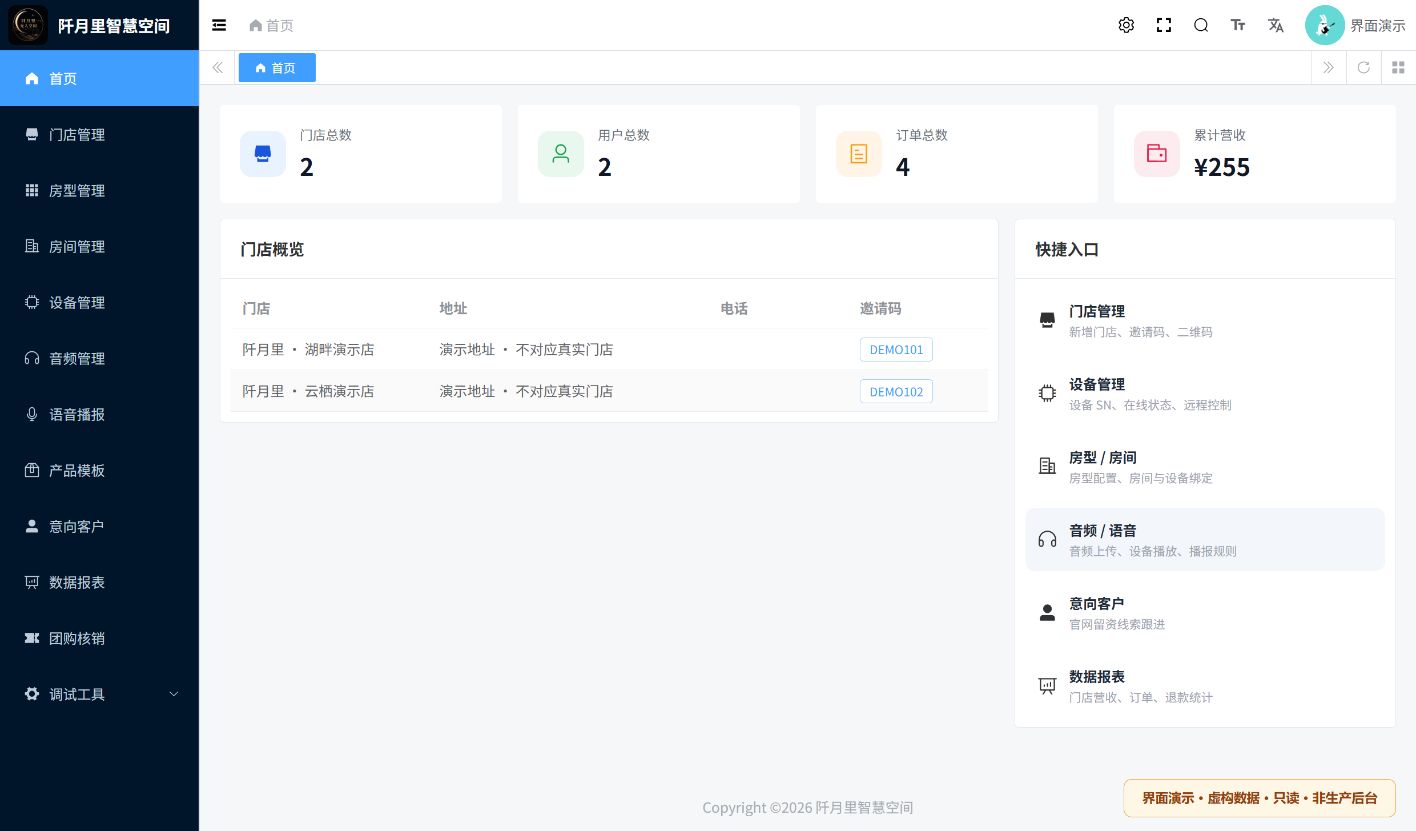 阡月里智慧空间
首页
门店管理
房型管理
房间管理
设备管理
音频管理
语音播报
产品模板
意向客户
数据报表
团购核销
调试工具
首页
界面演示
首页
门店总数
2
用户总数
2
订单总数
4
累计营收
¥255
门店概览
门店 地址 电话 邀请码
阡月里 · 湖畔演示店 演示地址 · 不对应真实门店 DEMO101
阡月里 · 云栖演示店 演示地址 · 不对应真实门店 DEMO102
快捷入口
门店管理
新增门店、邀请码、二维码
设备管理
设备 SN、在线状态、远程控制
房型 / 房间
房型配置、房间与设备绑定
音频 / 语音
音频上传、设备播放、播报规则
意向客户
官网留资线索跟进
数据报表
门店营收、订单、退款统计
Copyright ©2026 阡月里智慧空间
界面演示 · 虚构数据 · 只读 · 非生产后台